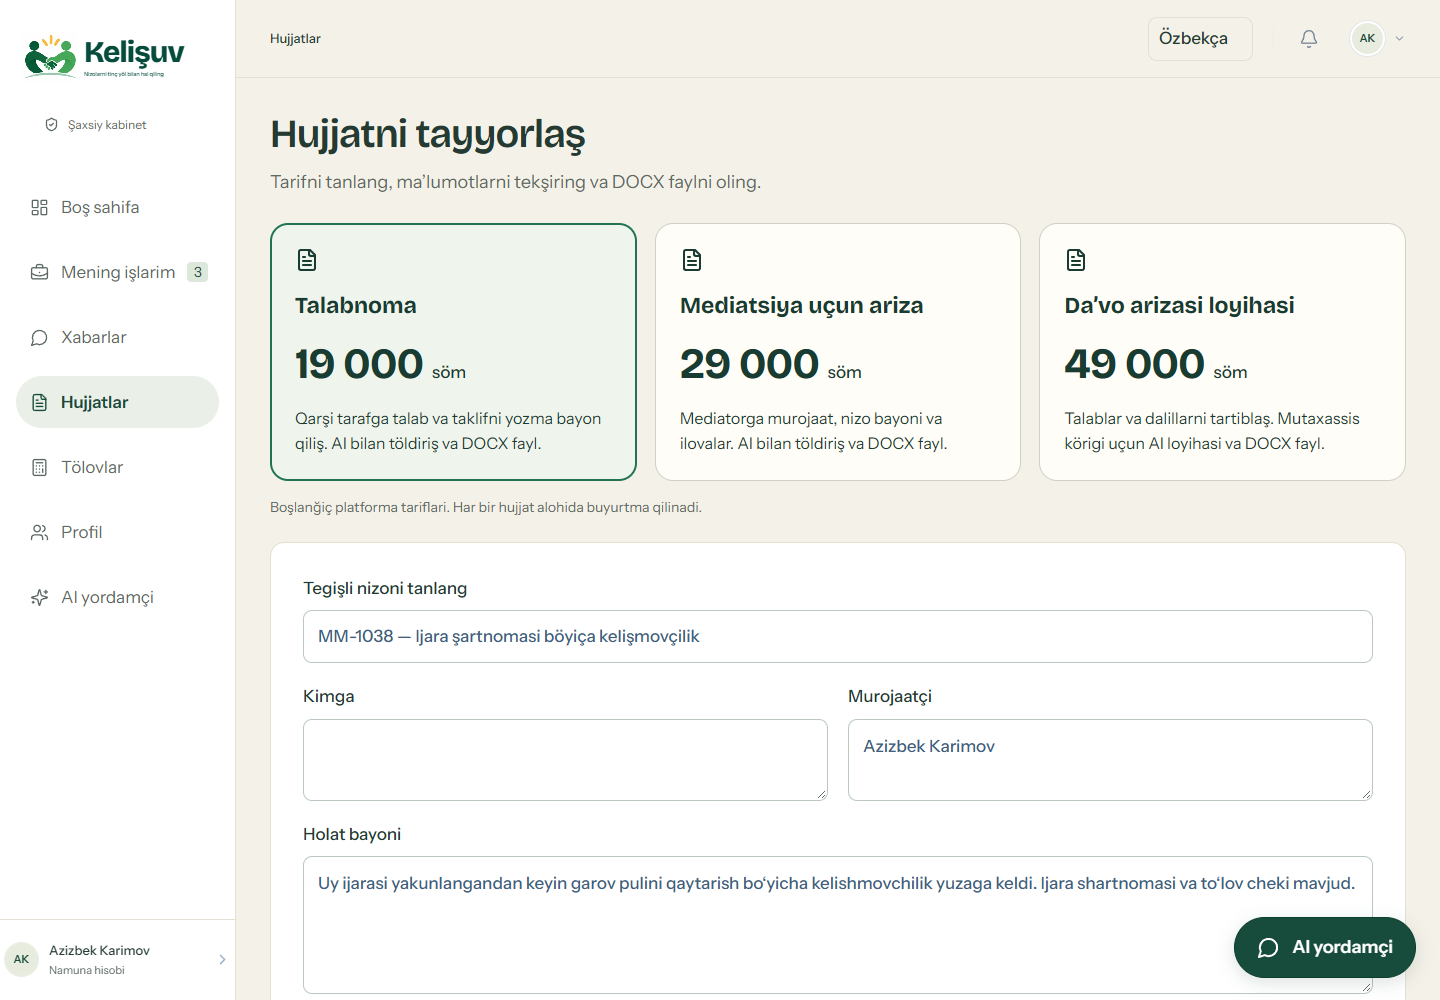 Kelişuv
Nizolarni tinç yöl bilan hal qiling
Şaxsiy kabinet
Boş sahifa
Mening işlarim 3
Xabarlar
Hujjatlar
Tölovlar
Profil
AI yordamçi
AK
Azizbek Karimov
Namuna hisobi
Hujjatlar
Özbekça
AK
Hujjatni tayyorlaş
Tarifni tanlang, ma’lumotlarni tekşiring va DOCX faylni oling.
Talabnoma
19 000 söm
Qarşi tarafga talab va taklifni yozma bayon
qiliş. AI bilan töldiriş va DOCX fayl.
Mediatsiya uçun ariza
29 000 söm
Mediatorga murojaat, nizo bayoni va
ilovalar. AI bilan töldiriş va DOCX fayl.
Da’vo arizasi loyihasi
49 000 söm
Talablar va dalillarni tartiblaş. Mutaxassis
körigi uçun AI loyihasi va DOCX fayl.
Boşlanğiç platforma tariflari. Har bir hujjat alohida buyurtma qilinadi.
Tegişli nizoni tanlang
MM-1038 — Ijara şartnomasi böyiça kelişmovçilik
Kimga
Murojaatçi
Azizbek Karimov
Holat bayoni
Uy ijarasi yakunlangandan keyin garov pulini qaytarish bo‘yicha kelishmovchilik yuzaga keldi. Ijara shartnomasi va to‘lov cheki mavjud.
AI yordamçi